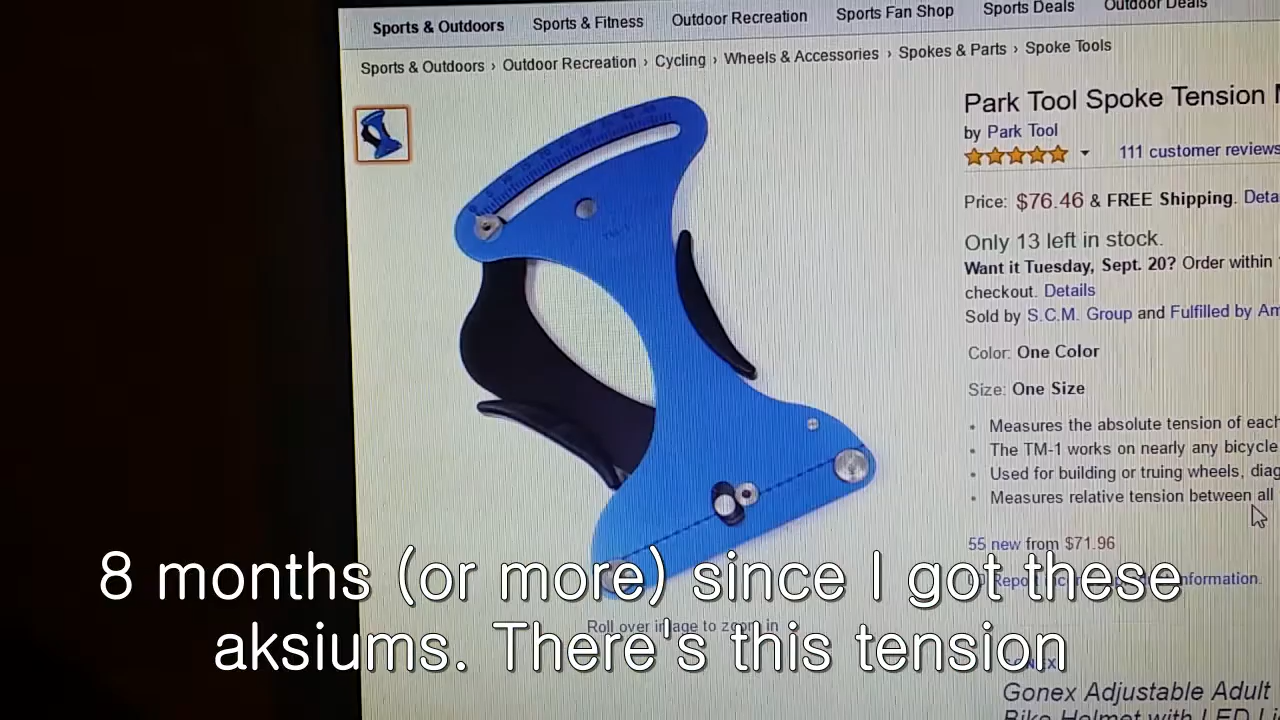 Sports & Outdoors Sports & Fitness Outdoor Recreation Sports Fan Shop Sports Deals Outdoor Deals
Sports & Outdoors › Outdoor Recreation › Cycling › Wheels & Accessories › Spokes & Parts › Spoke Tools
Park Tool Spoke Tension
by Park Tool
111 customer reviews
Price: $76.46 & FREE Shipping.
Only 13 left in stock.
Want it Tuesday, Sept. 20? Order within
checkout. Details
Sold by S.C.M. Group and Fulfilled by
Color: One Color
Size: One Size
• Measures the absolute tension of each
• The TM-1 works on nearly any bicycle
• Used for building or truing wheels,
• Measures relative tension between all
55 new from $71.96
information.
Roll over image to zoom in
8 months (or more) since I got these
aksiums. There's this tension
Gonex Adjustable Adult
Bike Helmet with LED